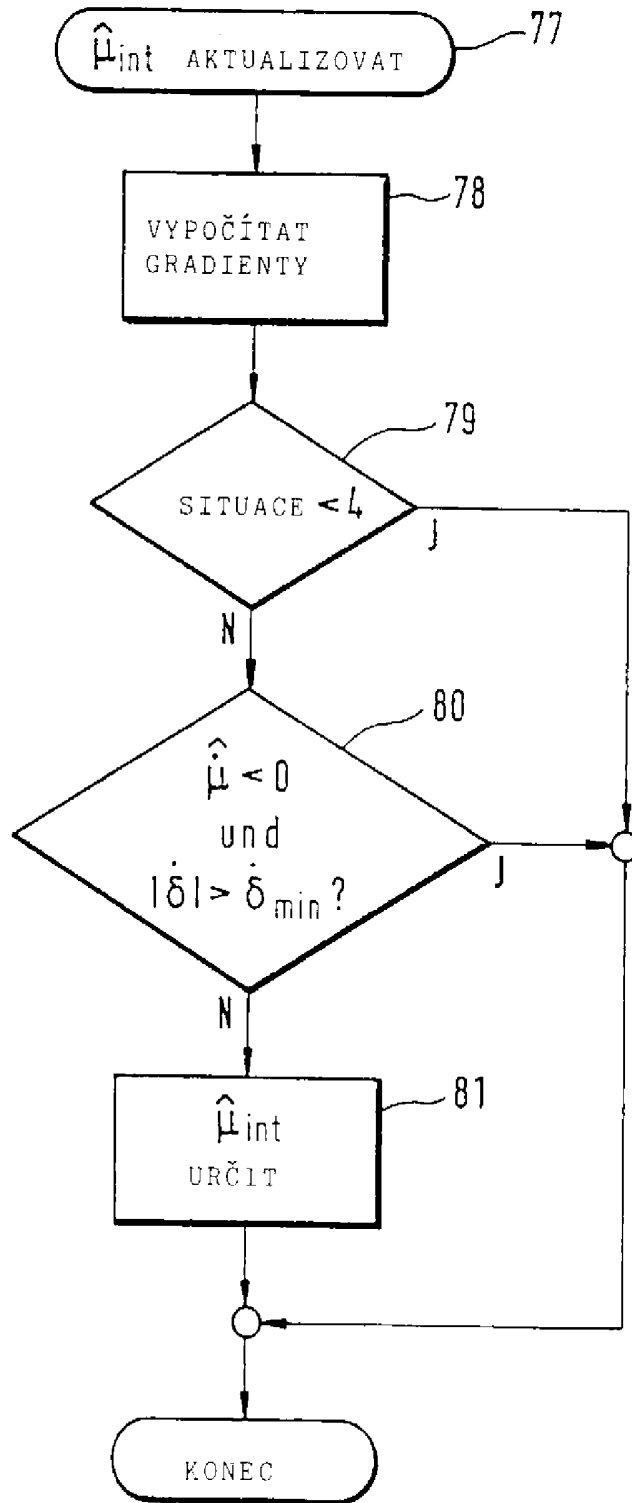 μ̂int AKTUALIZOVAT
77
VYPOČÍTAT
GRADIENTY
78
SITUACE < 4
79
J
N
μ̇̂ < 0
und
|δ̇| > δ̇min ?
80
J
N
μ̂int
URČIT
81
KONEC